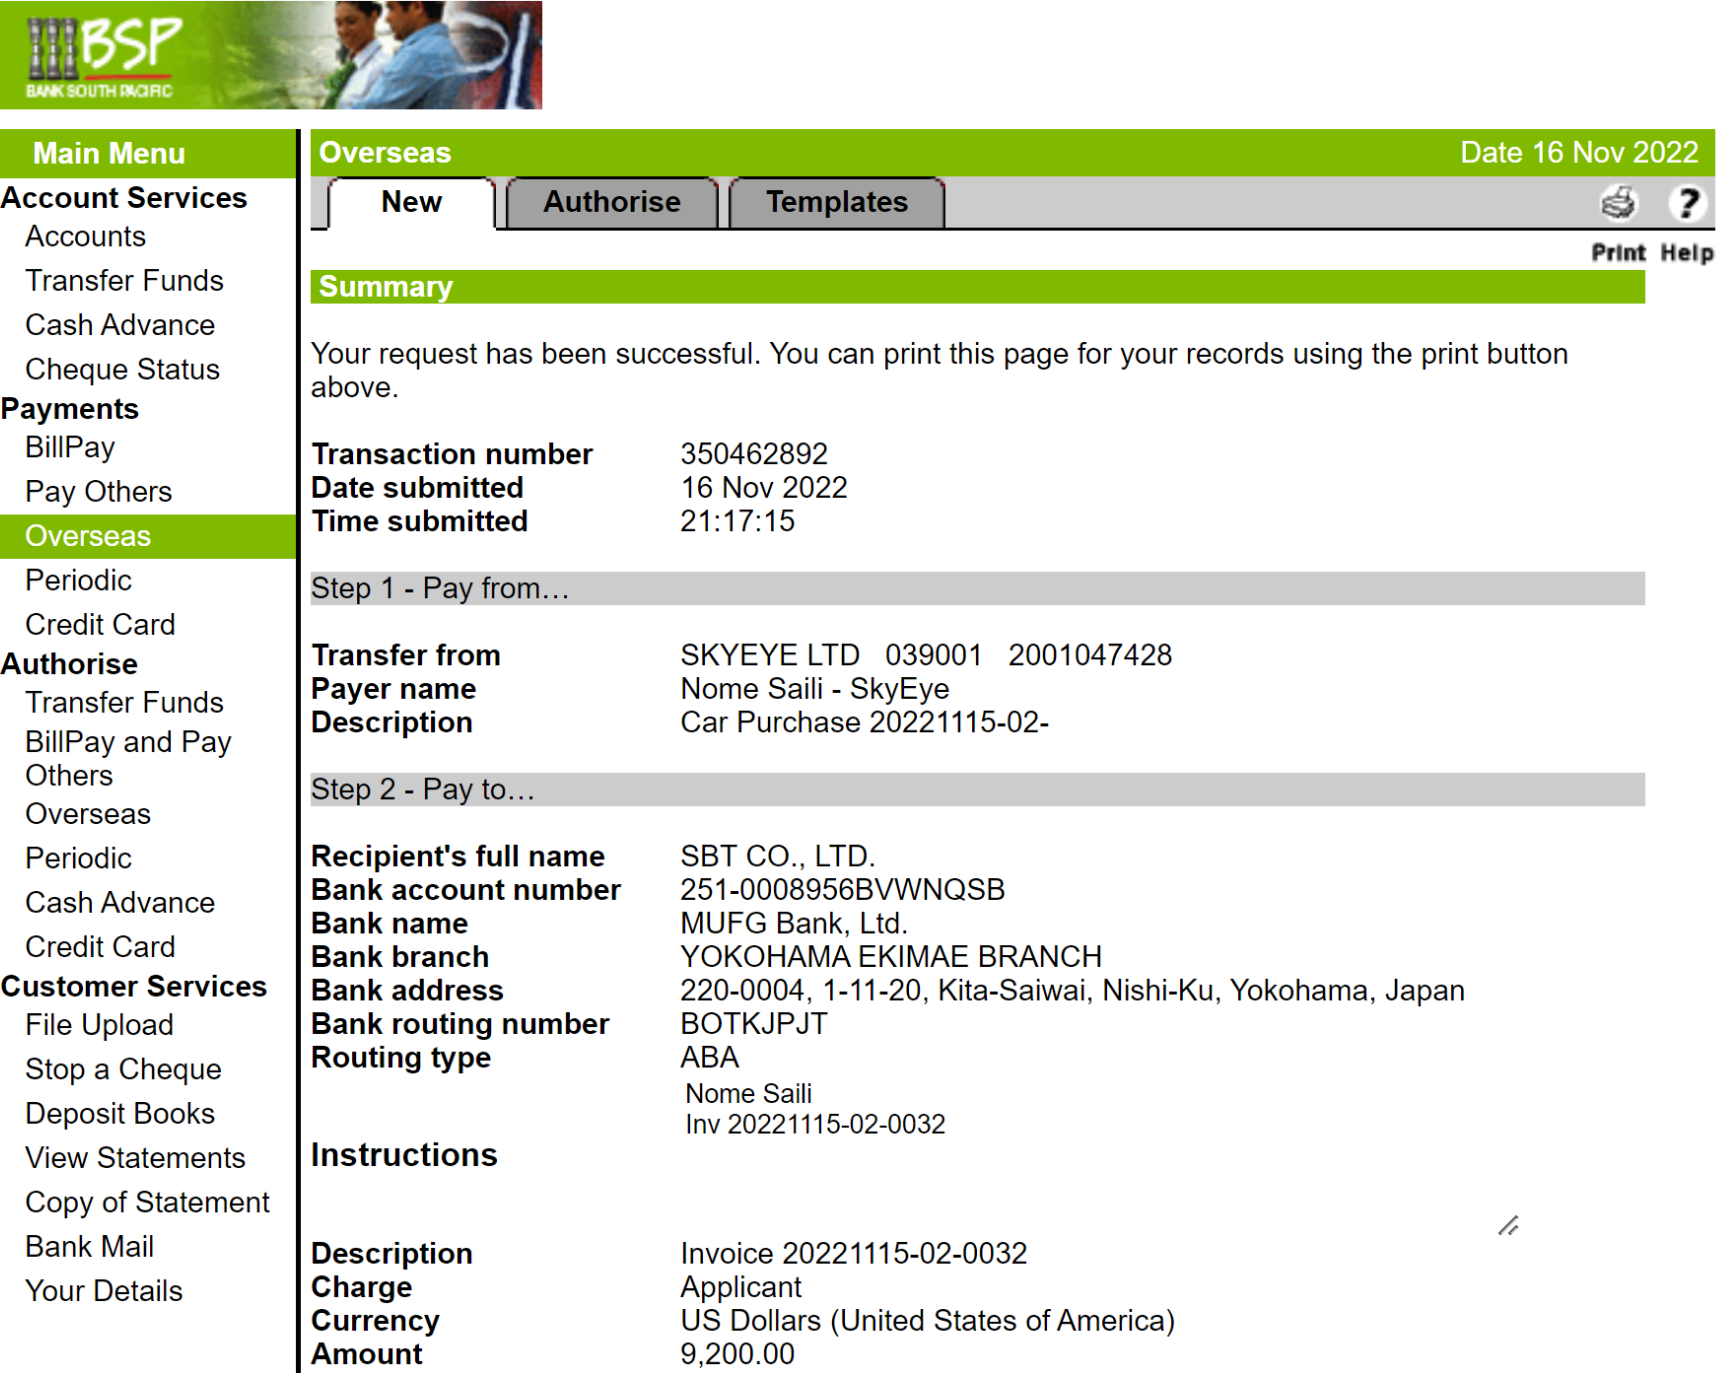 BSP
BANK SOUTH PACIFIC
Main Menu
Account Services
Accounts
Transfer Funds
Cash Advance
Cheque Status
Payments
BillPay
Pay Others
Overseas
Periodic
Credit Card
Authorise
Transfer Funds
BillPay and Pay
Others
Overseas
Periodic
Cash Advance
Credit Card
Customer Services
File Upload
Stop a Cheque
Deposit Books
View Statements
Copy of Statement
Bank Mail
Your Details
Overseas Date 16 Nov 2022
New Authorise Templates
? 
Print Help
Summary
Your request has been successful. You can print this page for your records using the print button
above.
Transaction number 350462892
Date submitted 16 Nov 2022
Time submitted 21:17:15
Step 1 - Pay from...
Transfer from SKYEYE LTD 039001 2001047428
Payer name Nome Saili - SkyEye
Description Car Purchase 20221115-02-
Step 2 - Pay to...
Recipient's full name SBT CO., LTD.
Bank account number 251-0008956BVWNQSB
Bank name MUFG Bank, Ltd.
Bank branch YOKOHAMA EKIMAE BRANCH
Bank address 220-0004, 1-11-20, Kita-Saiwai, Nishi-Ku, Yokohama, Japan
Bank routing number BOTKJPJT
Routing type ABA
Nome Saili
Inv 20221115-02-0032
Instructions
Description Invoice 20221115-02-0032
Charge Applicant
Currency US Dollars (United States of America)
Amount 9,200.00